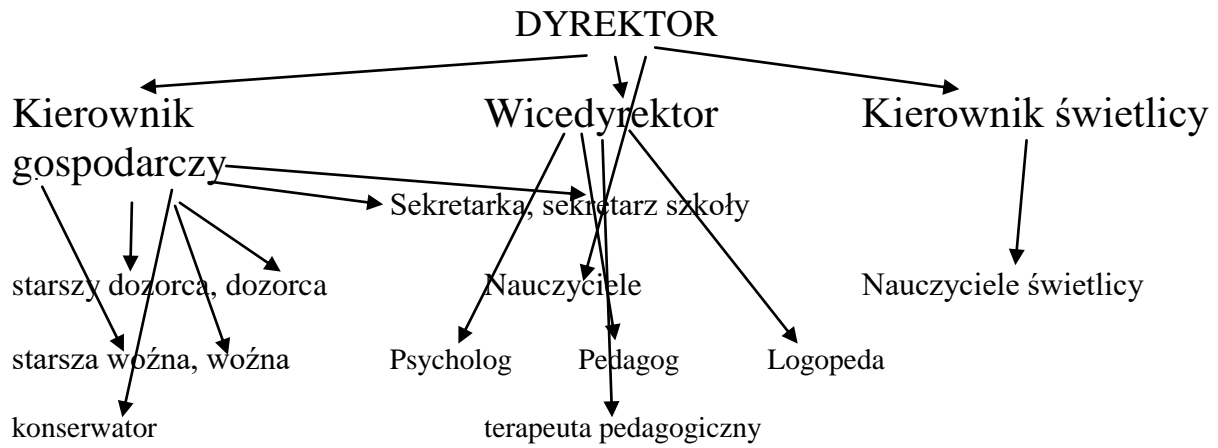 DYREKTOR
Kierownik gospodarczy
Wicedyrektor
Kierownik świetlicy
Sekretarka, sekretarz szkoły
starszy dozorca, dozorca
Nauczyciele
Nauczyciele świetlicy
starsza woźna, woźna
Psycholog
Pedagog
Logopeda
konserwator
terapeuta pedagogiczny